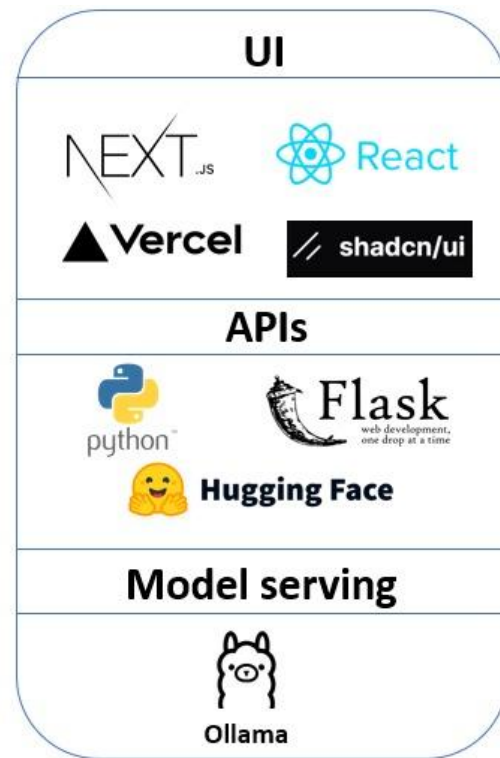 UI
NEXT.JS
React
Vercel
shadcn/ui
APIs
python™
Flask
web development,
one drop at a time
Hugging Face
Model serving
Ollama